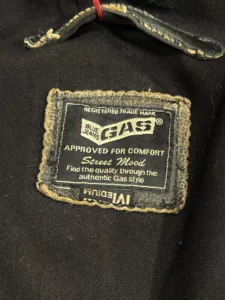 REGISTERED TRADE MARK
GAS®
APPROVED FOR COMFORT
Street Mood
Find the quality through the
authentic Gas style
MEDIUM